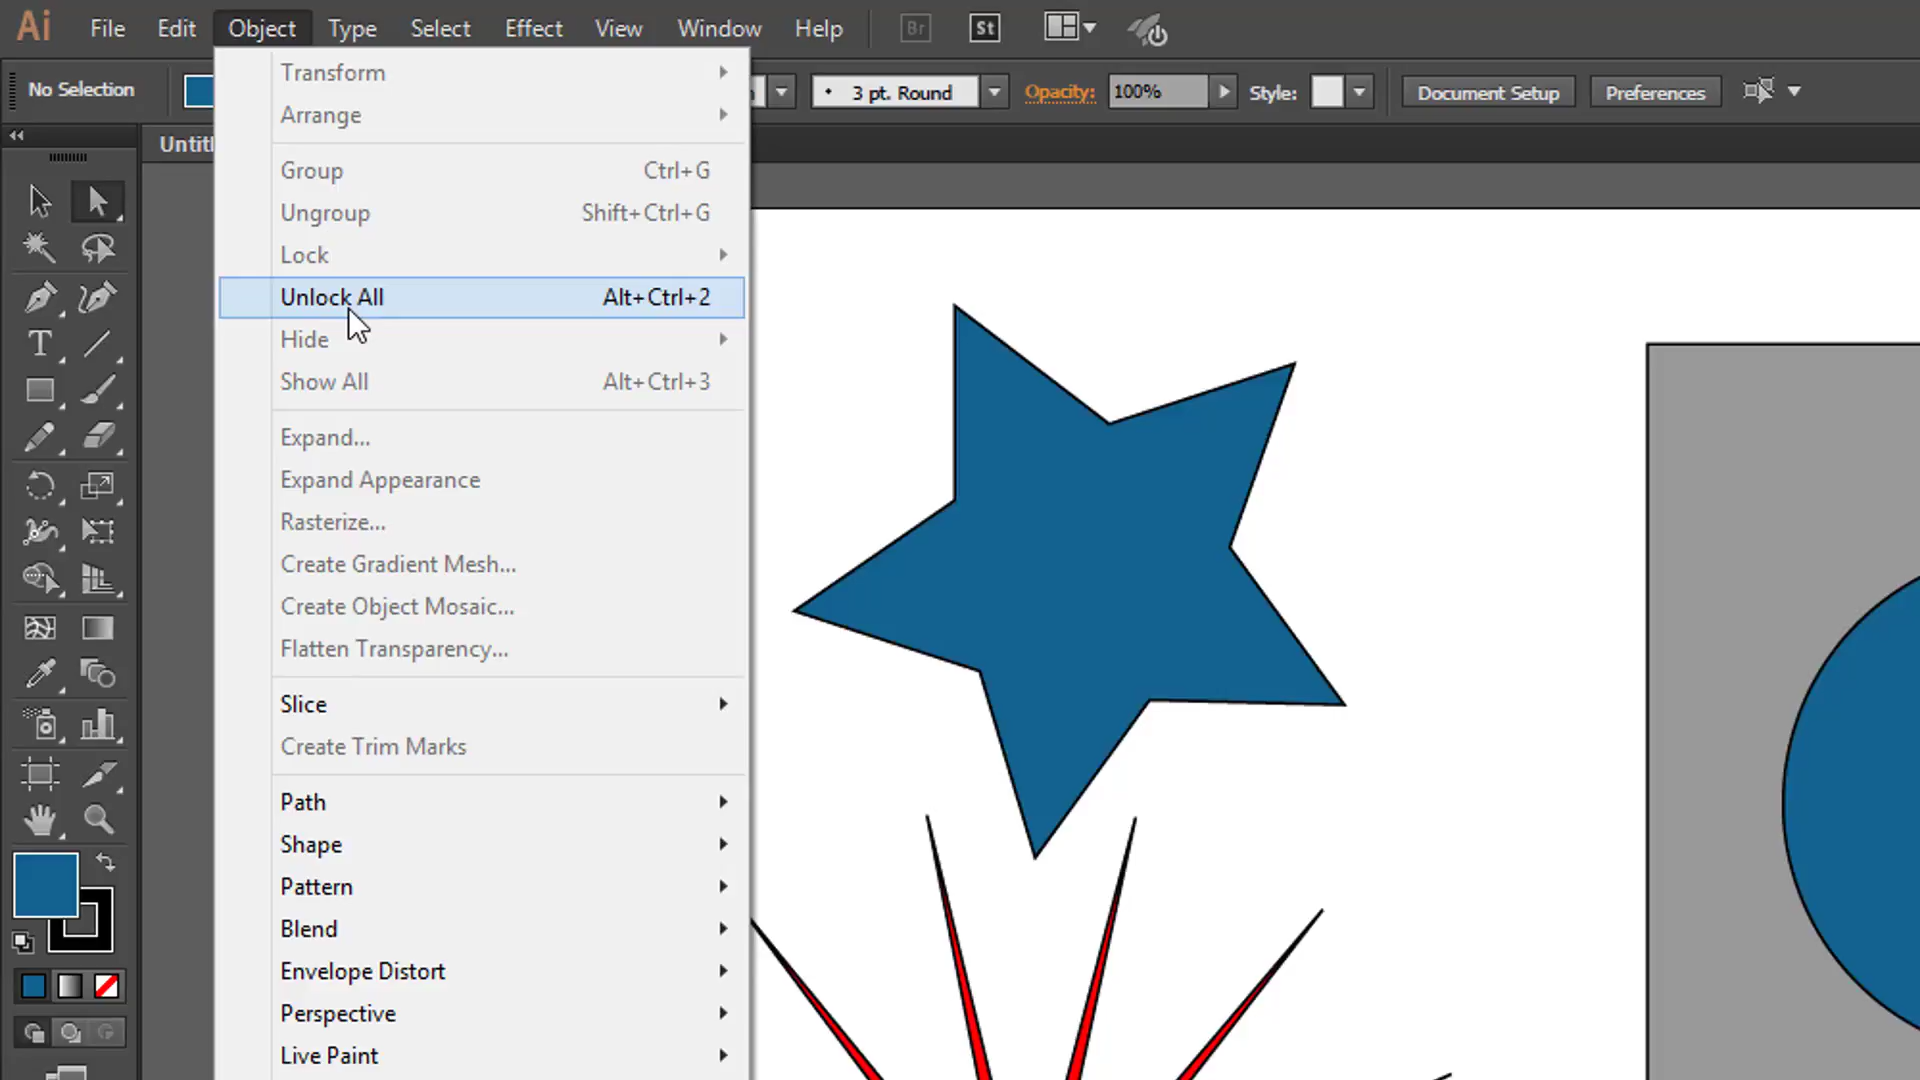 Ai File Edit Object Type Select Effect View Window Help Br St
No Selection 3 pt. Round Opacity: 100% Style: Document Setup Preferences
Transform
Arrange
Group Ctrl+G
Ungroup Shift+Ctrl+G
Lock
Unlock All Alt+Ctrl+2
Hide
Show All Alt+Ctrl+3
Expand...
Expand Appearance
Rasterize...
Create Gradient Mesh...
Create Object Mosaic...
Flatten Transparency...
Slice
Create Trim Marks
Path
Shape
Pattern
Blend
Envelope Distort
Perspective
Live Paint